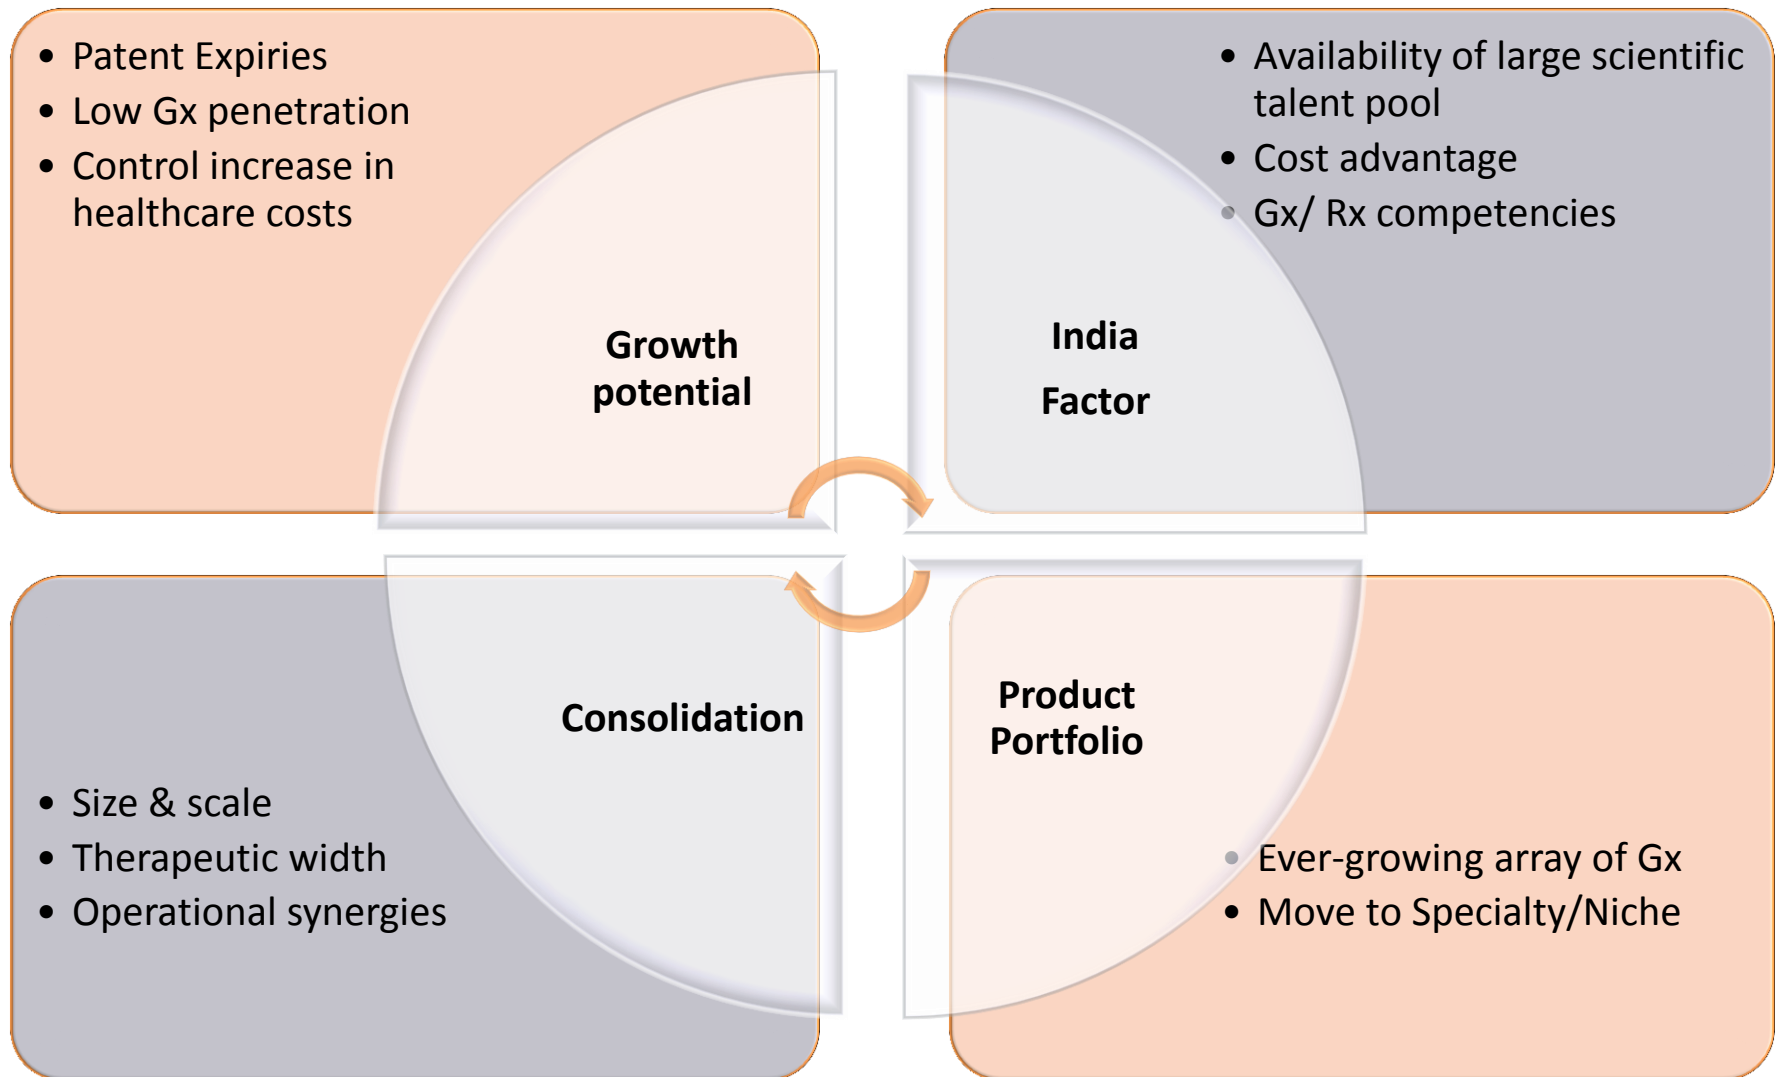 • Patent Expiries
• Low Gx penetration
• Control increase in
healthcare costs
Growth
potential
• Availability of large scientific
talent pool
• Cost advantage
• Gx/ Rx competencies
India
Factor
Consolidation
• Size & scale
• Therapeutic width
• Operational synergies
Product
Portfolio
• Ever-growing array of Gx
• Move to Specialty/Niche